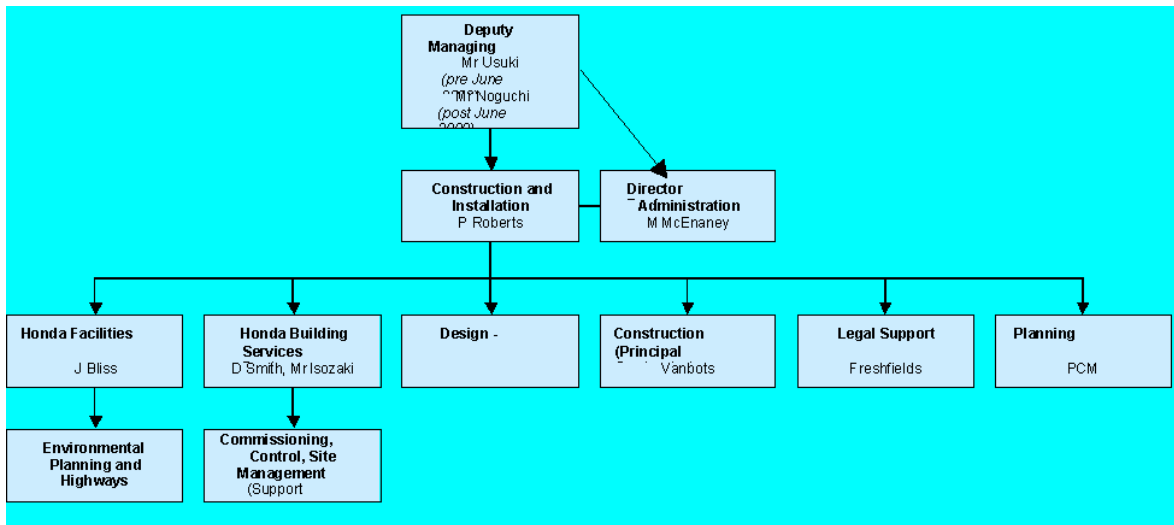 Deputy
Managing
Mr Usuki
(pre June
Mr Noguchi
(post June
2000)
Construction and
Installation
P Roberts
Director
Administration
M McEnaney
Honda Facilities
J Bliss
Honda Building
Services
D Smith, Mr Isozaki
Design -
Construction
(Principal
Vanbots
Legal Support
Freshfields
Planning
PCM
Environmental
Planning and
Highways
Commissioning,
Control, Site
Management
(Support